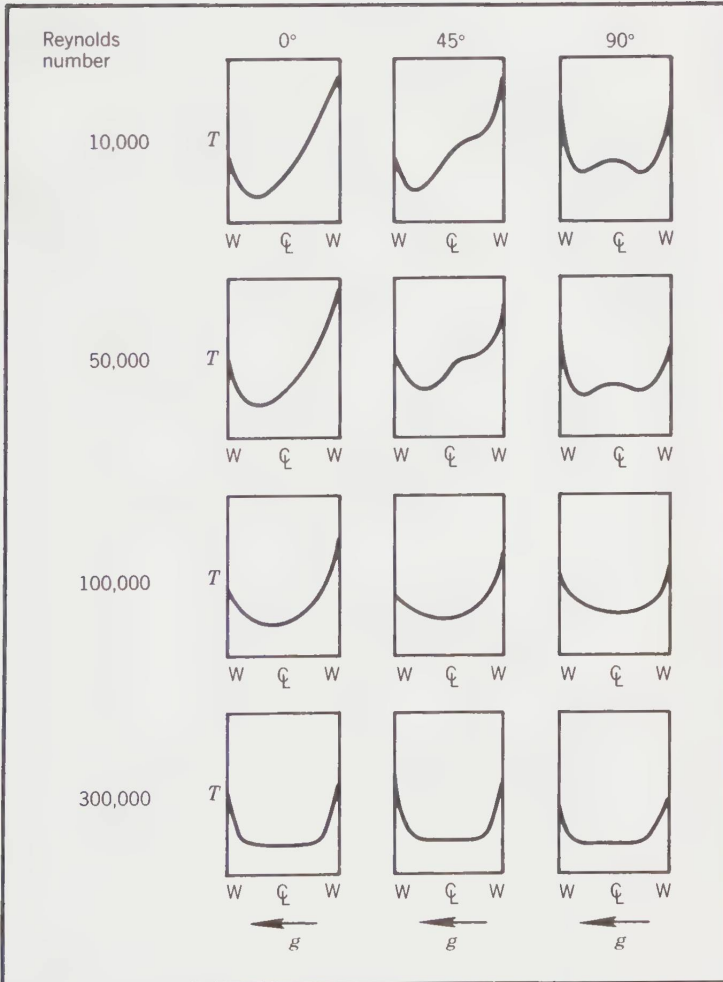 Reynolds number
0° 45° 90°
10,000 T
W ℄ W W ℄ W W ℄ W
50,000 T
W ℄ W W ℄ W W ℄ W
100,000 T
W ℄ W W ℄ W W ℄ W
300,000 T
W ℄ W W ℄ W W ℄ W
g g g